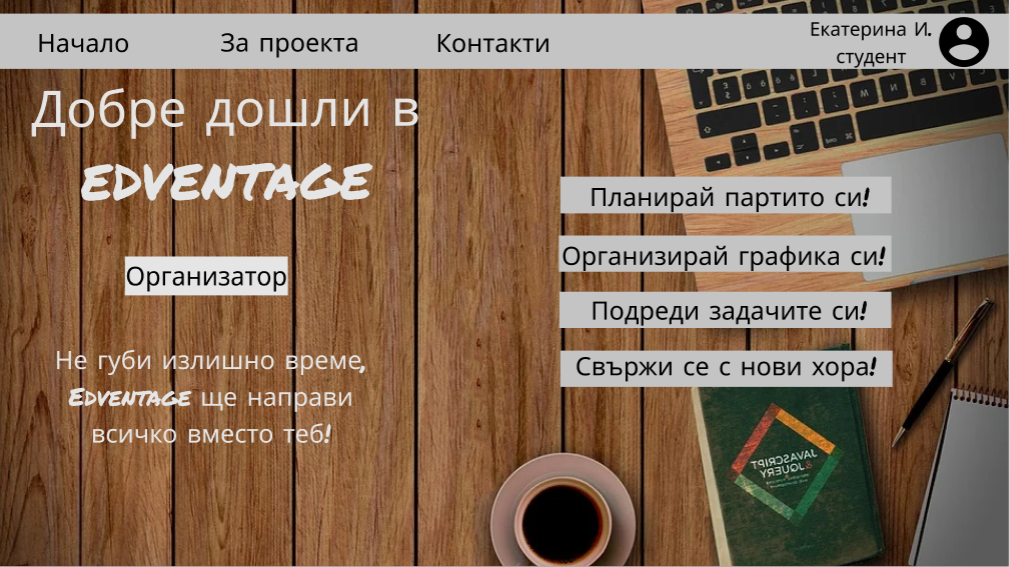 Начало
За проекта
Контакти
Екатерина И.
студент
Добре дошли в
EDVENTAGE
Организатор
Не губи излишно време,
EDVENTAGE ще направи
всичко вместо теб!
Планирай партито си!
Организирай графика си!
Подреди задачите си!
Свържи се с нови хора!
JAVASCRIPT
& JQUERY